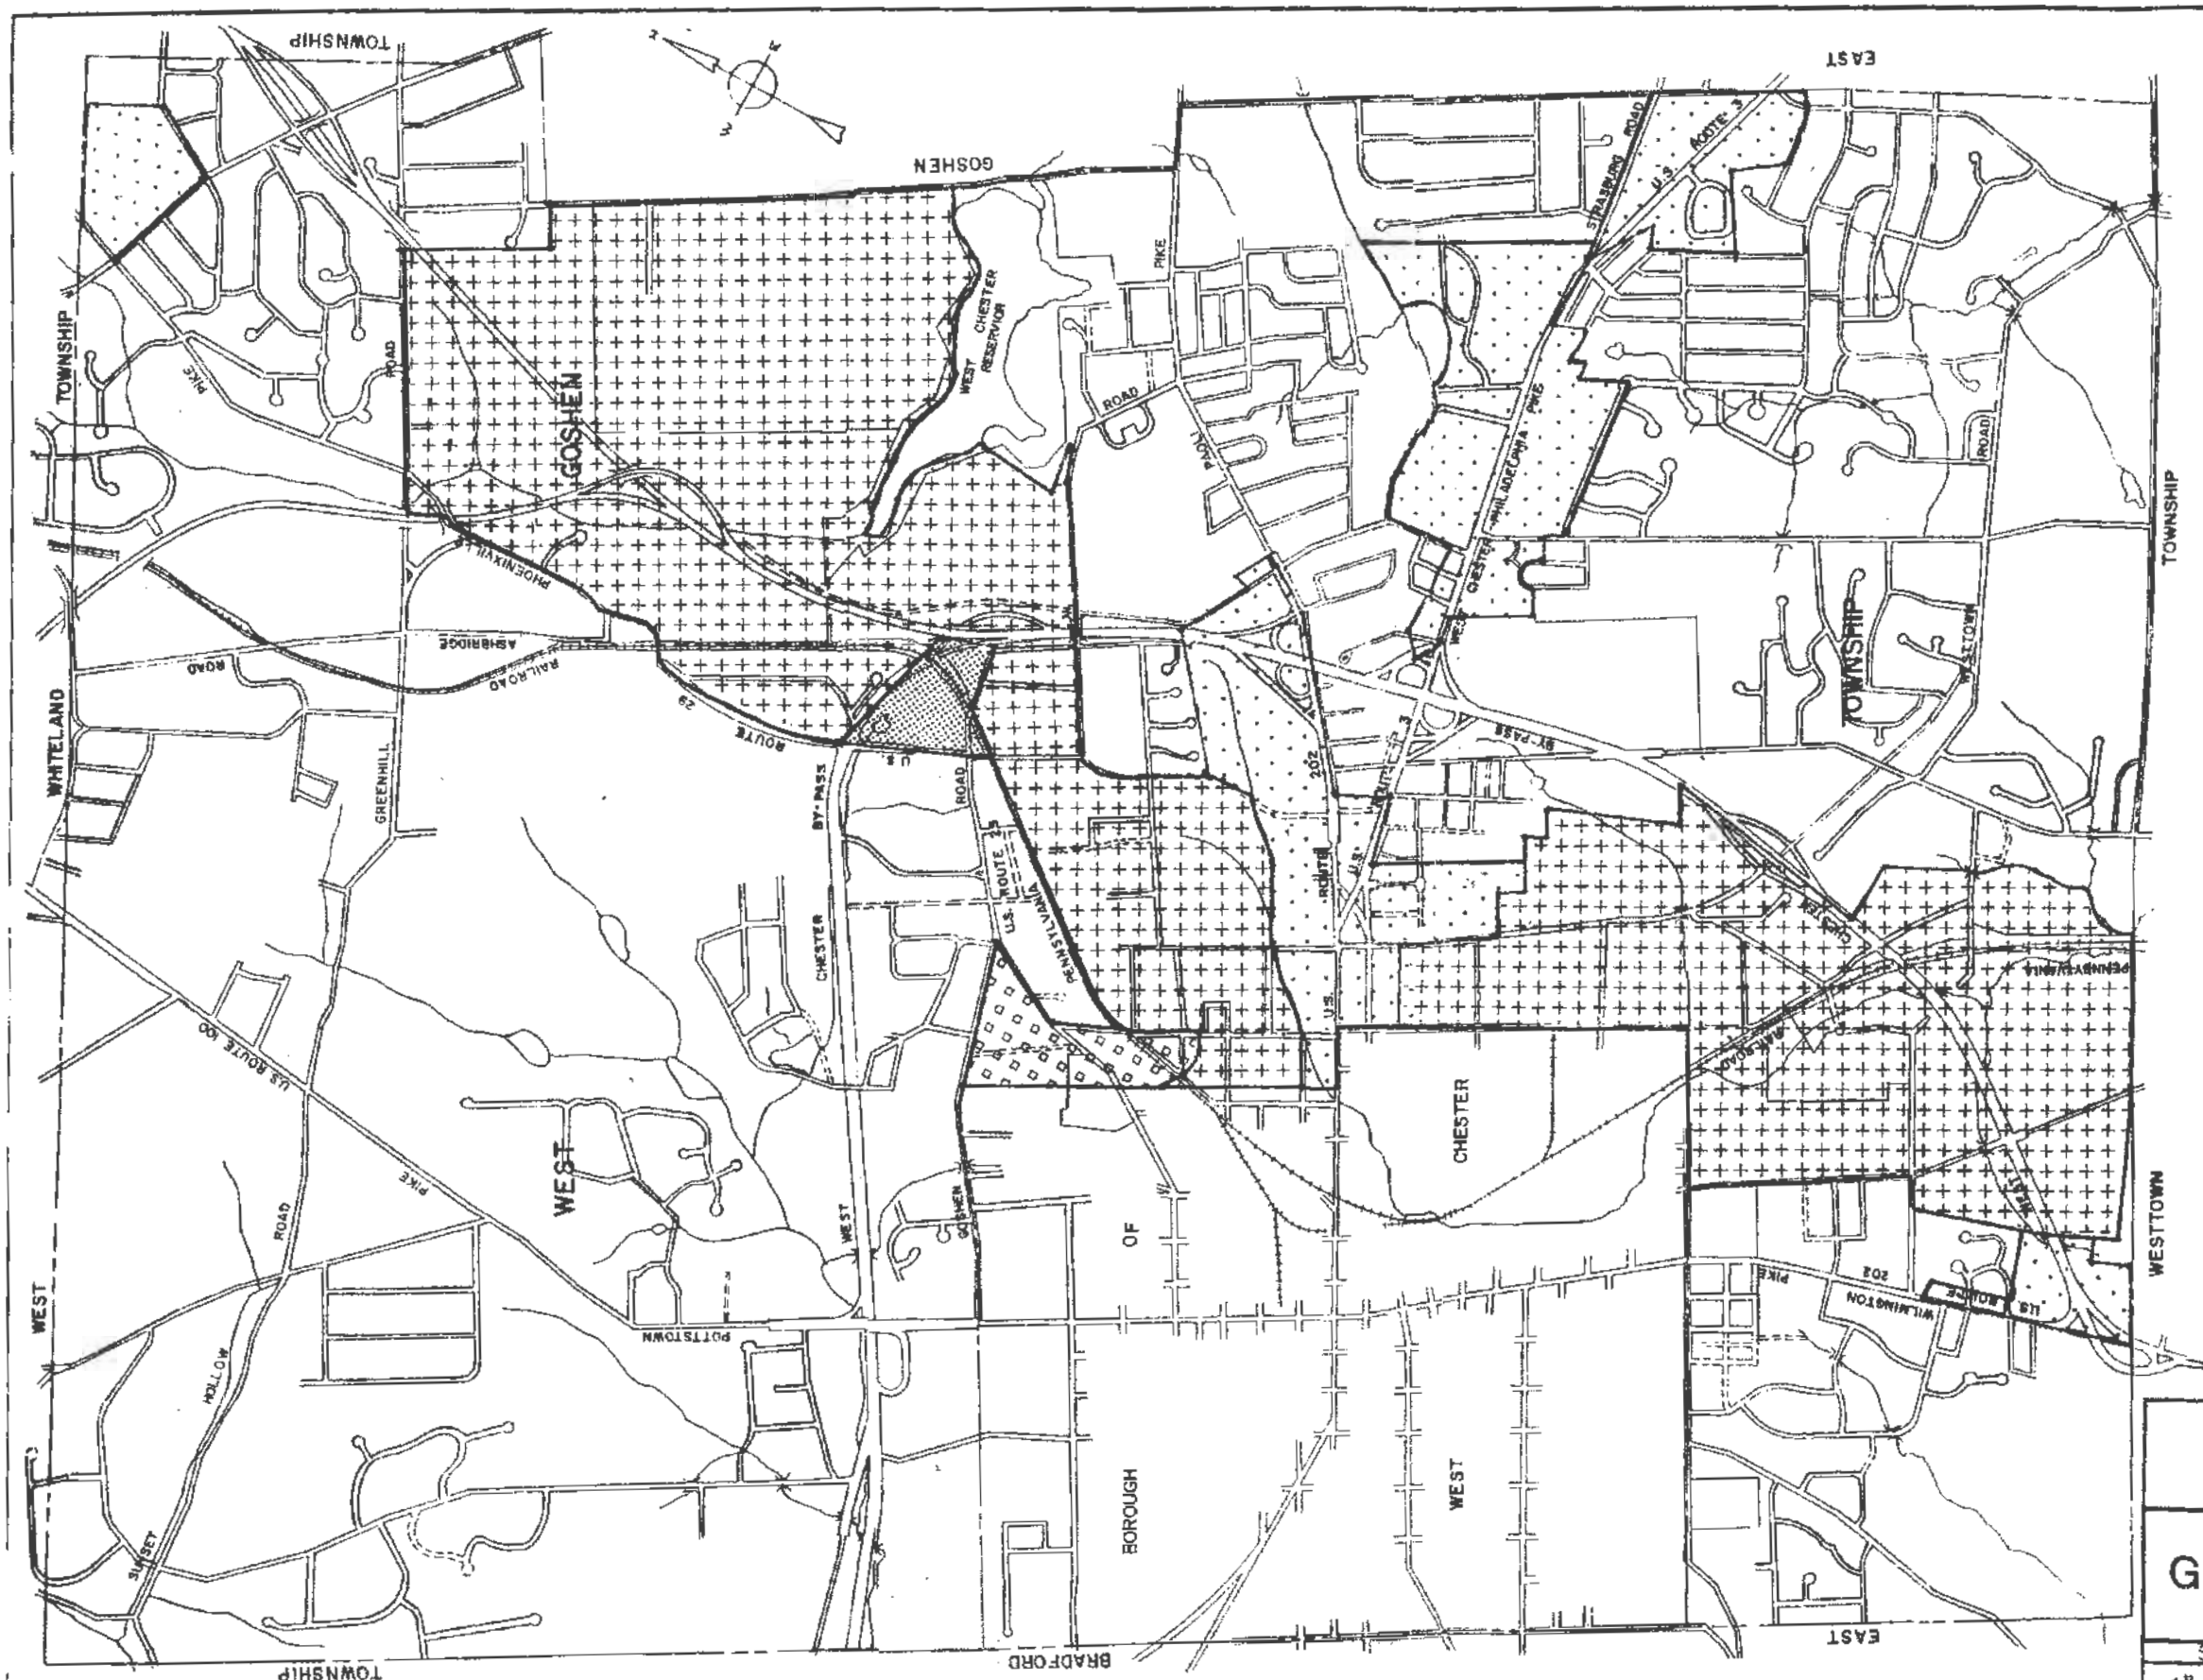 TOWNSHIP
EAST
N
E
W
GOSHEN
STRASBURG
ROAD
U.S. ROUTE 3
TOWNSHIP
PIKE
ROAD
GOSHEN
WEST CHESTER
RESERVIOR
PIKE
ROAD
PAOLI
WEST CHESTER PHILADELPHIA PIKE
ROAD
TOWNSHIP
PHOENIXVILLE
ASHBRIDGE
ROAD
RAILROAD
WHITELAND
GREENHILL
ROUTE 29
TOWNSHIP
WESTTOWN
BY-PASS
202
ROUTE 3
U.S.
ROUTE
U.S.
BY-PASS
ROAD
U.S. ROUTE
PENNSYLVANIA
CHESTER
CHESTER
PENNSYLVANIA
RAILROAD
U.S. ROUTE 100
PIKE
WEST
CHESTER
WEST
GOSHEN
OF
WEST
WESTTOWN
ROAD
WEST
HOLLOW
POTTSTOWN
PIKE
202
WILMINGTON
U.S. ROUTE
SUNSET
BOROUGH
WEST
EAST
TOWNSHIP
BRADFORD
G